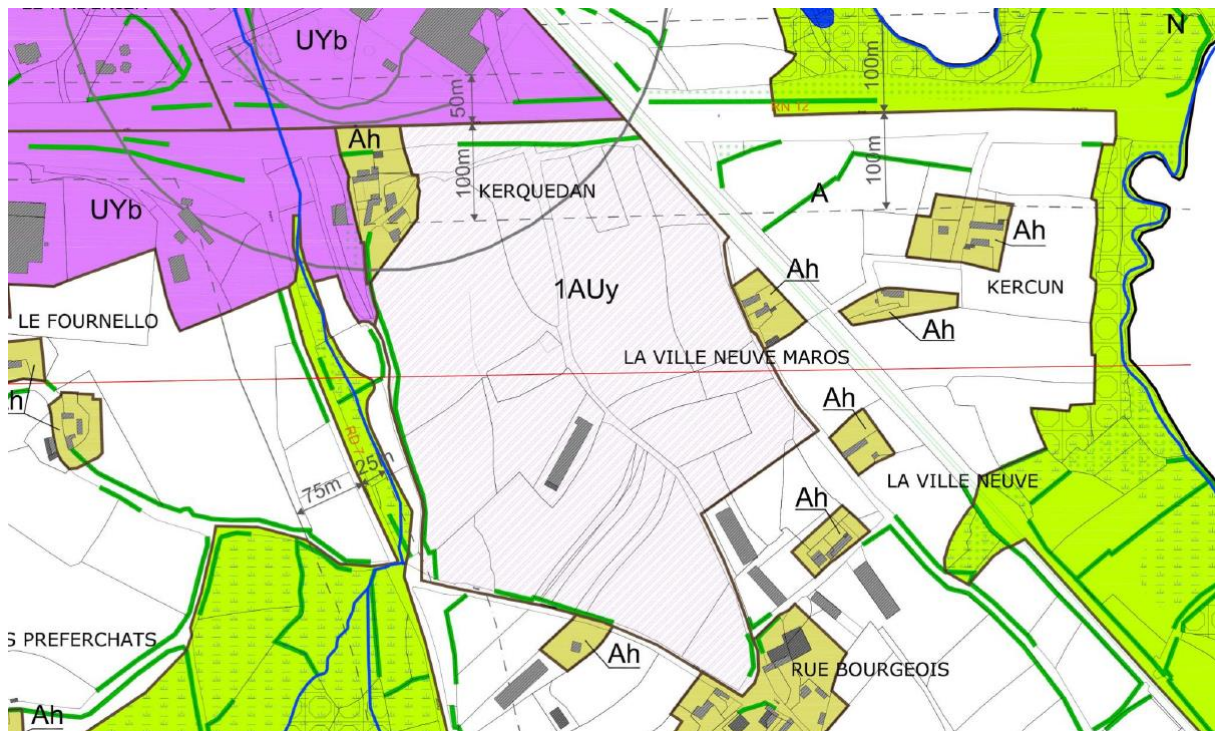 UYb
N
50m
100m
RN 12
Ah
100m
KERQUEDAN
100m
A
UYb
Ah
Ah
1AUy
KERCUN
LE FOURNELLO
Ah
LA VILLE NEUVE MAROS
Ah
RD
25m
75m
LA VILLE NEUVE
Ah
S PREFERCHATS
Ah
RUE BOURGEOIS
Ah